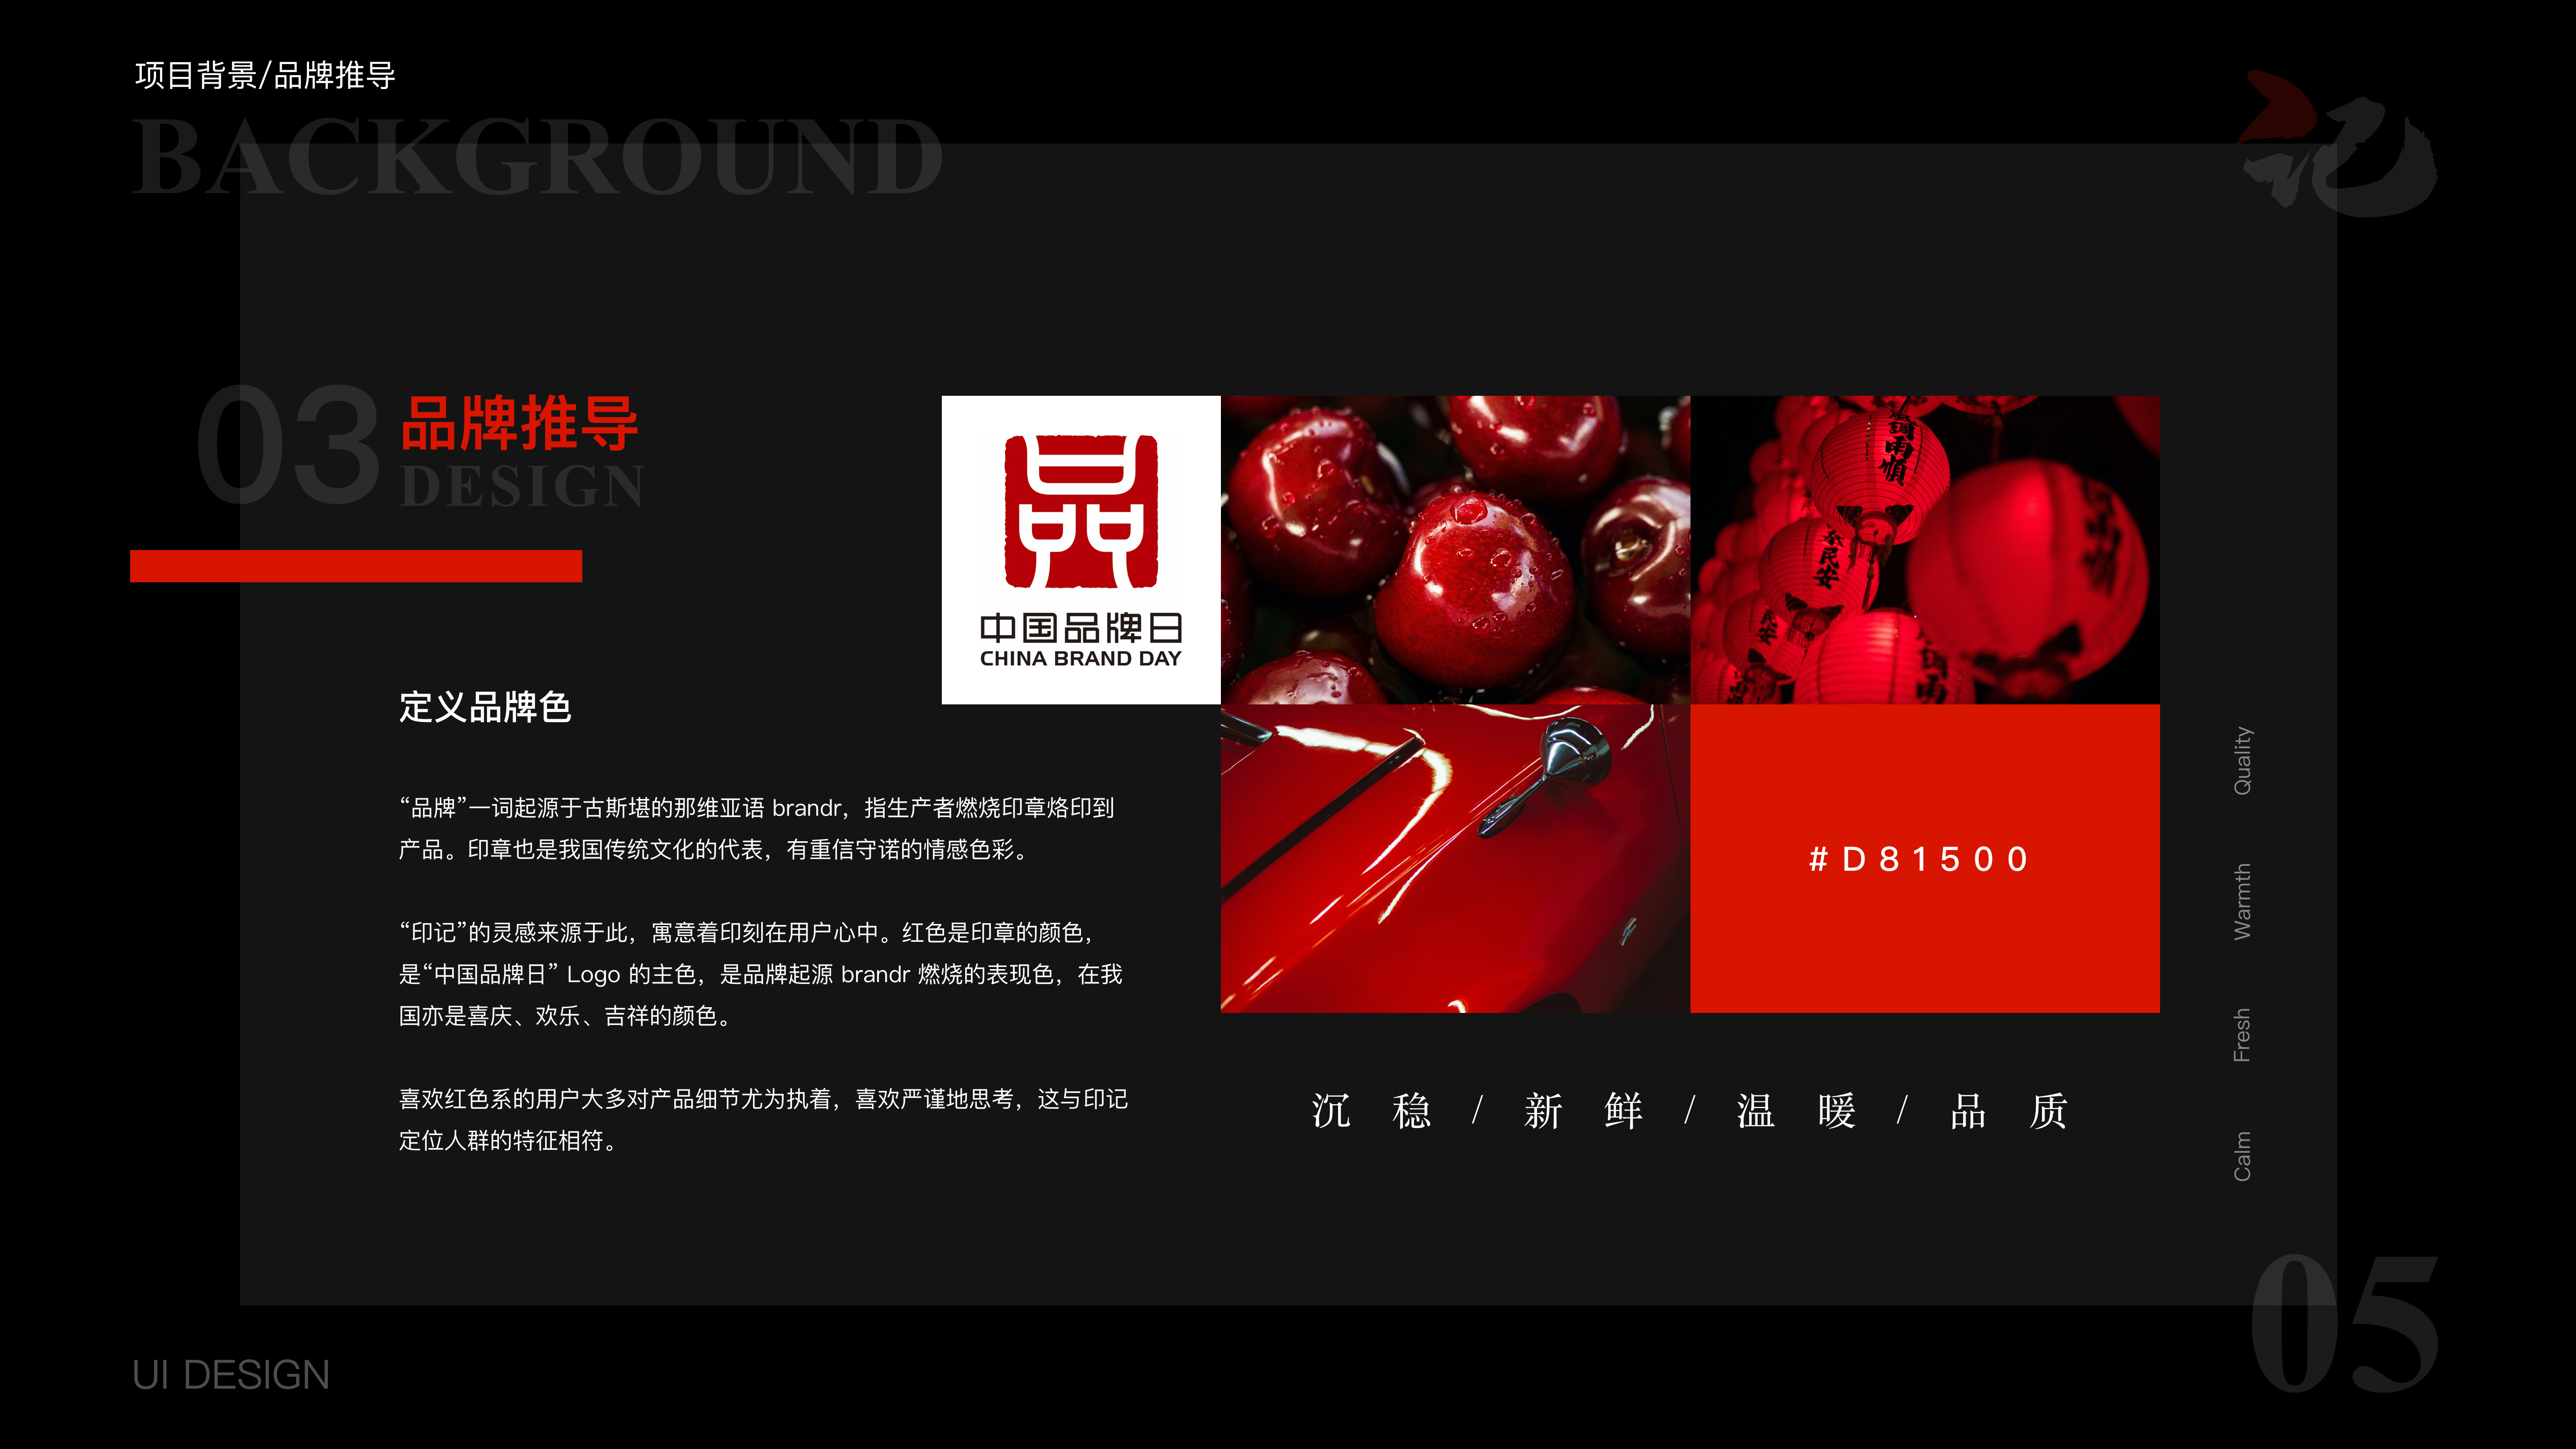 项目背景/品牌推导
BACKGROUND
记
03
品牌推导
DESIGN
中国品牌日
CHINA BRAND DAY
調雨順
泰民安
民安
定义品牌色
“品牌”一词起源于古斯堪的那维亚语 brandr，指生产者燃烧印章烙印到
产品。印章也是我国传统文化的代表，有重信守诺的情感色彩。
“印记”的灵感来源于此，寓意着印刻在用户心中。红色是印章的颜色，
是“中国品牌日” Logo 的主色，是品牌起源 brandr 燃烧的表现色，在我
国亦是喜庆、欢乐、吉祥的颜色。
喜欢红色系的用户大多对产品细节尤为执着，喜欢严谨地思考，这与印记
定位人群的特征相符。
#D81500
沉稳/新鲜/温暖/品质
Quality
Warmth
Fresh
Calm
UI DESIGN
05